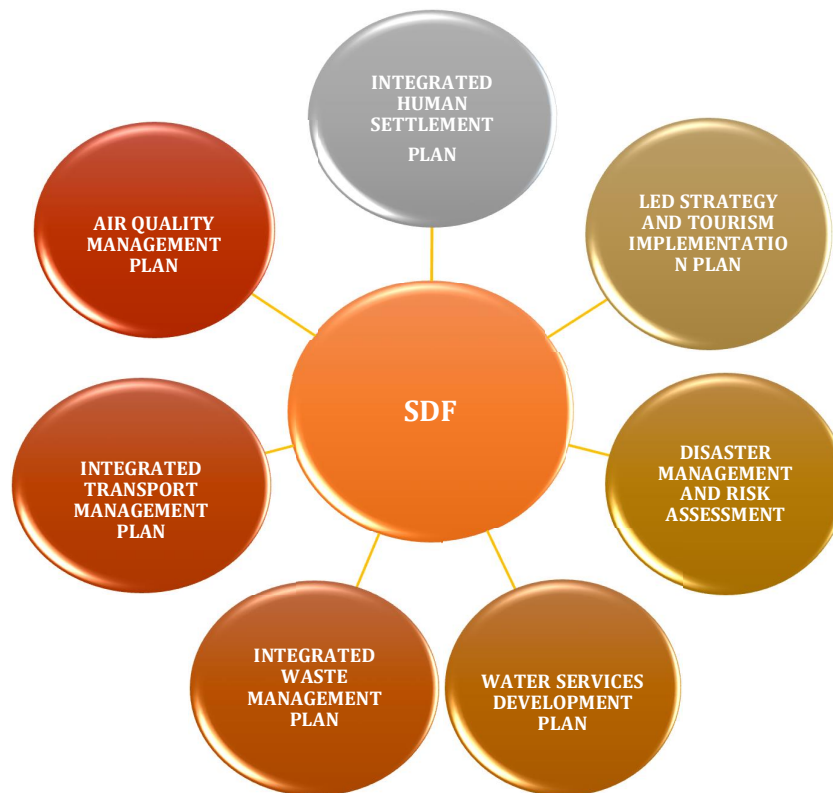 INTEGRATED
HUMAN
SETTLEMENT
PLAN
LED STRATEGY
AND TOURISM
IMPLEMENTATIO
N PLAN
DISASTER
MANAGEMENT
AND RISK
ASSESSMENT
WATER SERVICES
DEVELOPMENT
PLAN
INTEGRATED
WASTE
MANAGEMENT
PLAN
INTEGRATED
TRANSPORT
MANAGEMENT
PLAN
AIR QUALITY
MANAGEMENT
PLAN
SDF